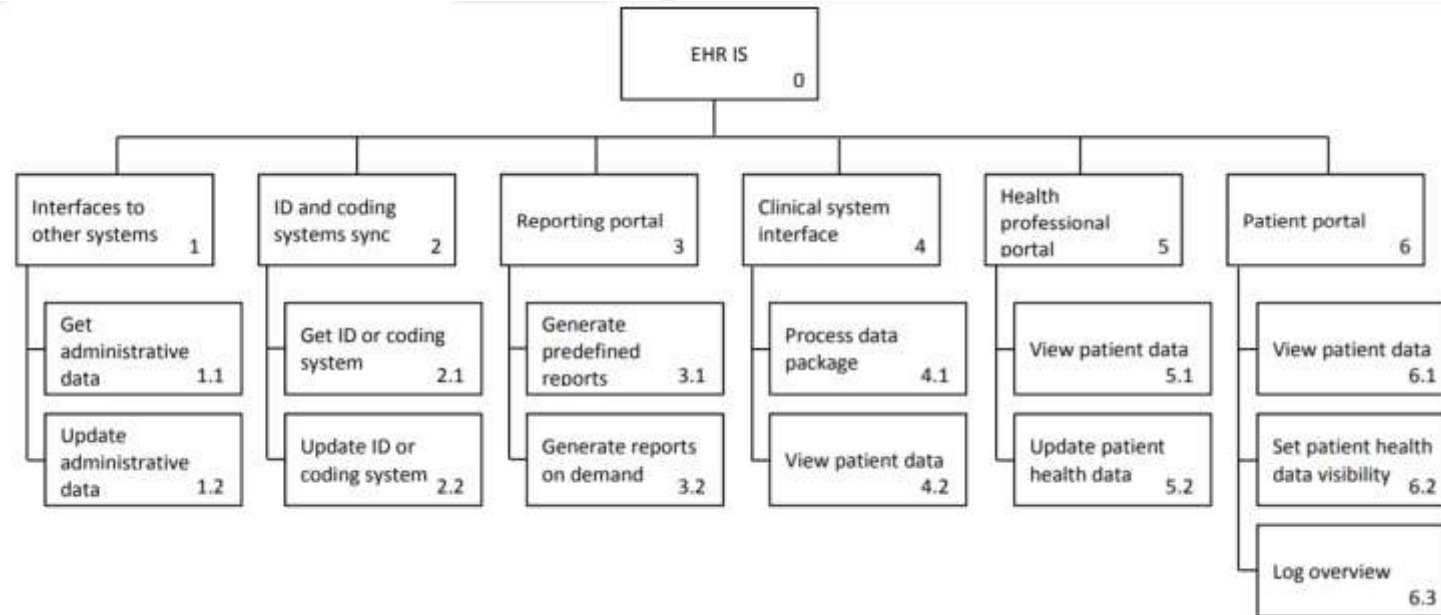 EHR IS
0
Interfaces to
other systems
1
ID and coding
systems sync
2
Reporting portal
3
Clinical system
interface
4
Health
professional
portal
5
Patient portal
6
Get
administrative
data
1.1
Get ID or coding
system
2.1
Generate
predefined
reports
3.1
Process data
package
4.1
View patient data
5.1
View patient data
6.1
Update
administrative
data
1.2
Update ID or
coding system
2.2
Generate reports
on demand
3.2
View patient data
4.2
Update patient
health data
5.2
Set patient health
data visibility
6.2
Log overview
6.3